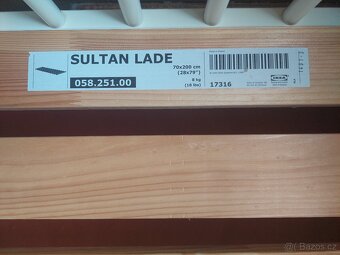 SULTAN LADE
70x200 cm
(28x79")
058.251.00
8 kg
(18 lbs)
17316
IKEA
© Bazos.cz